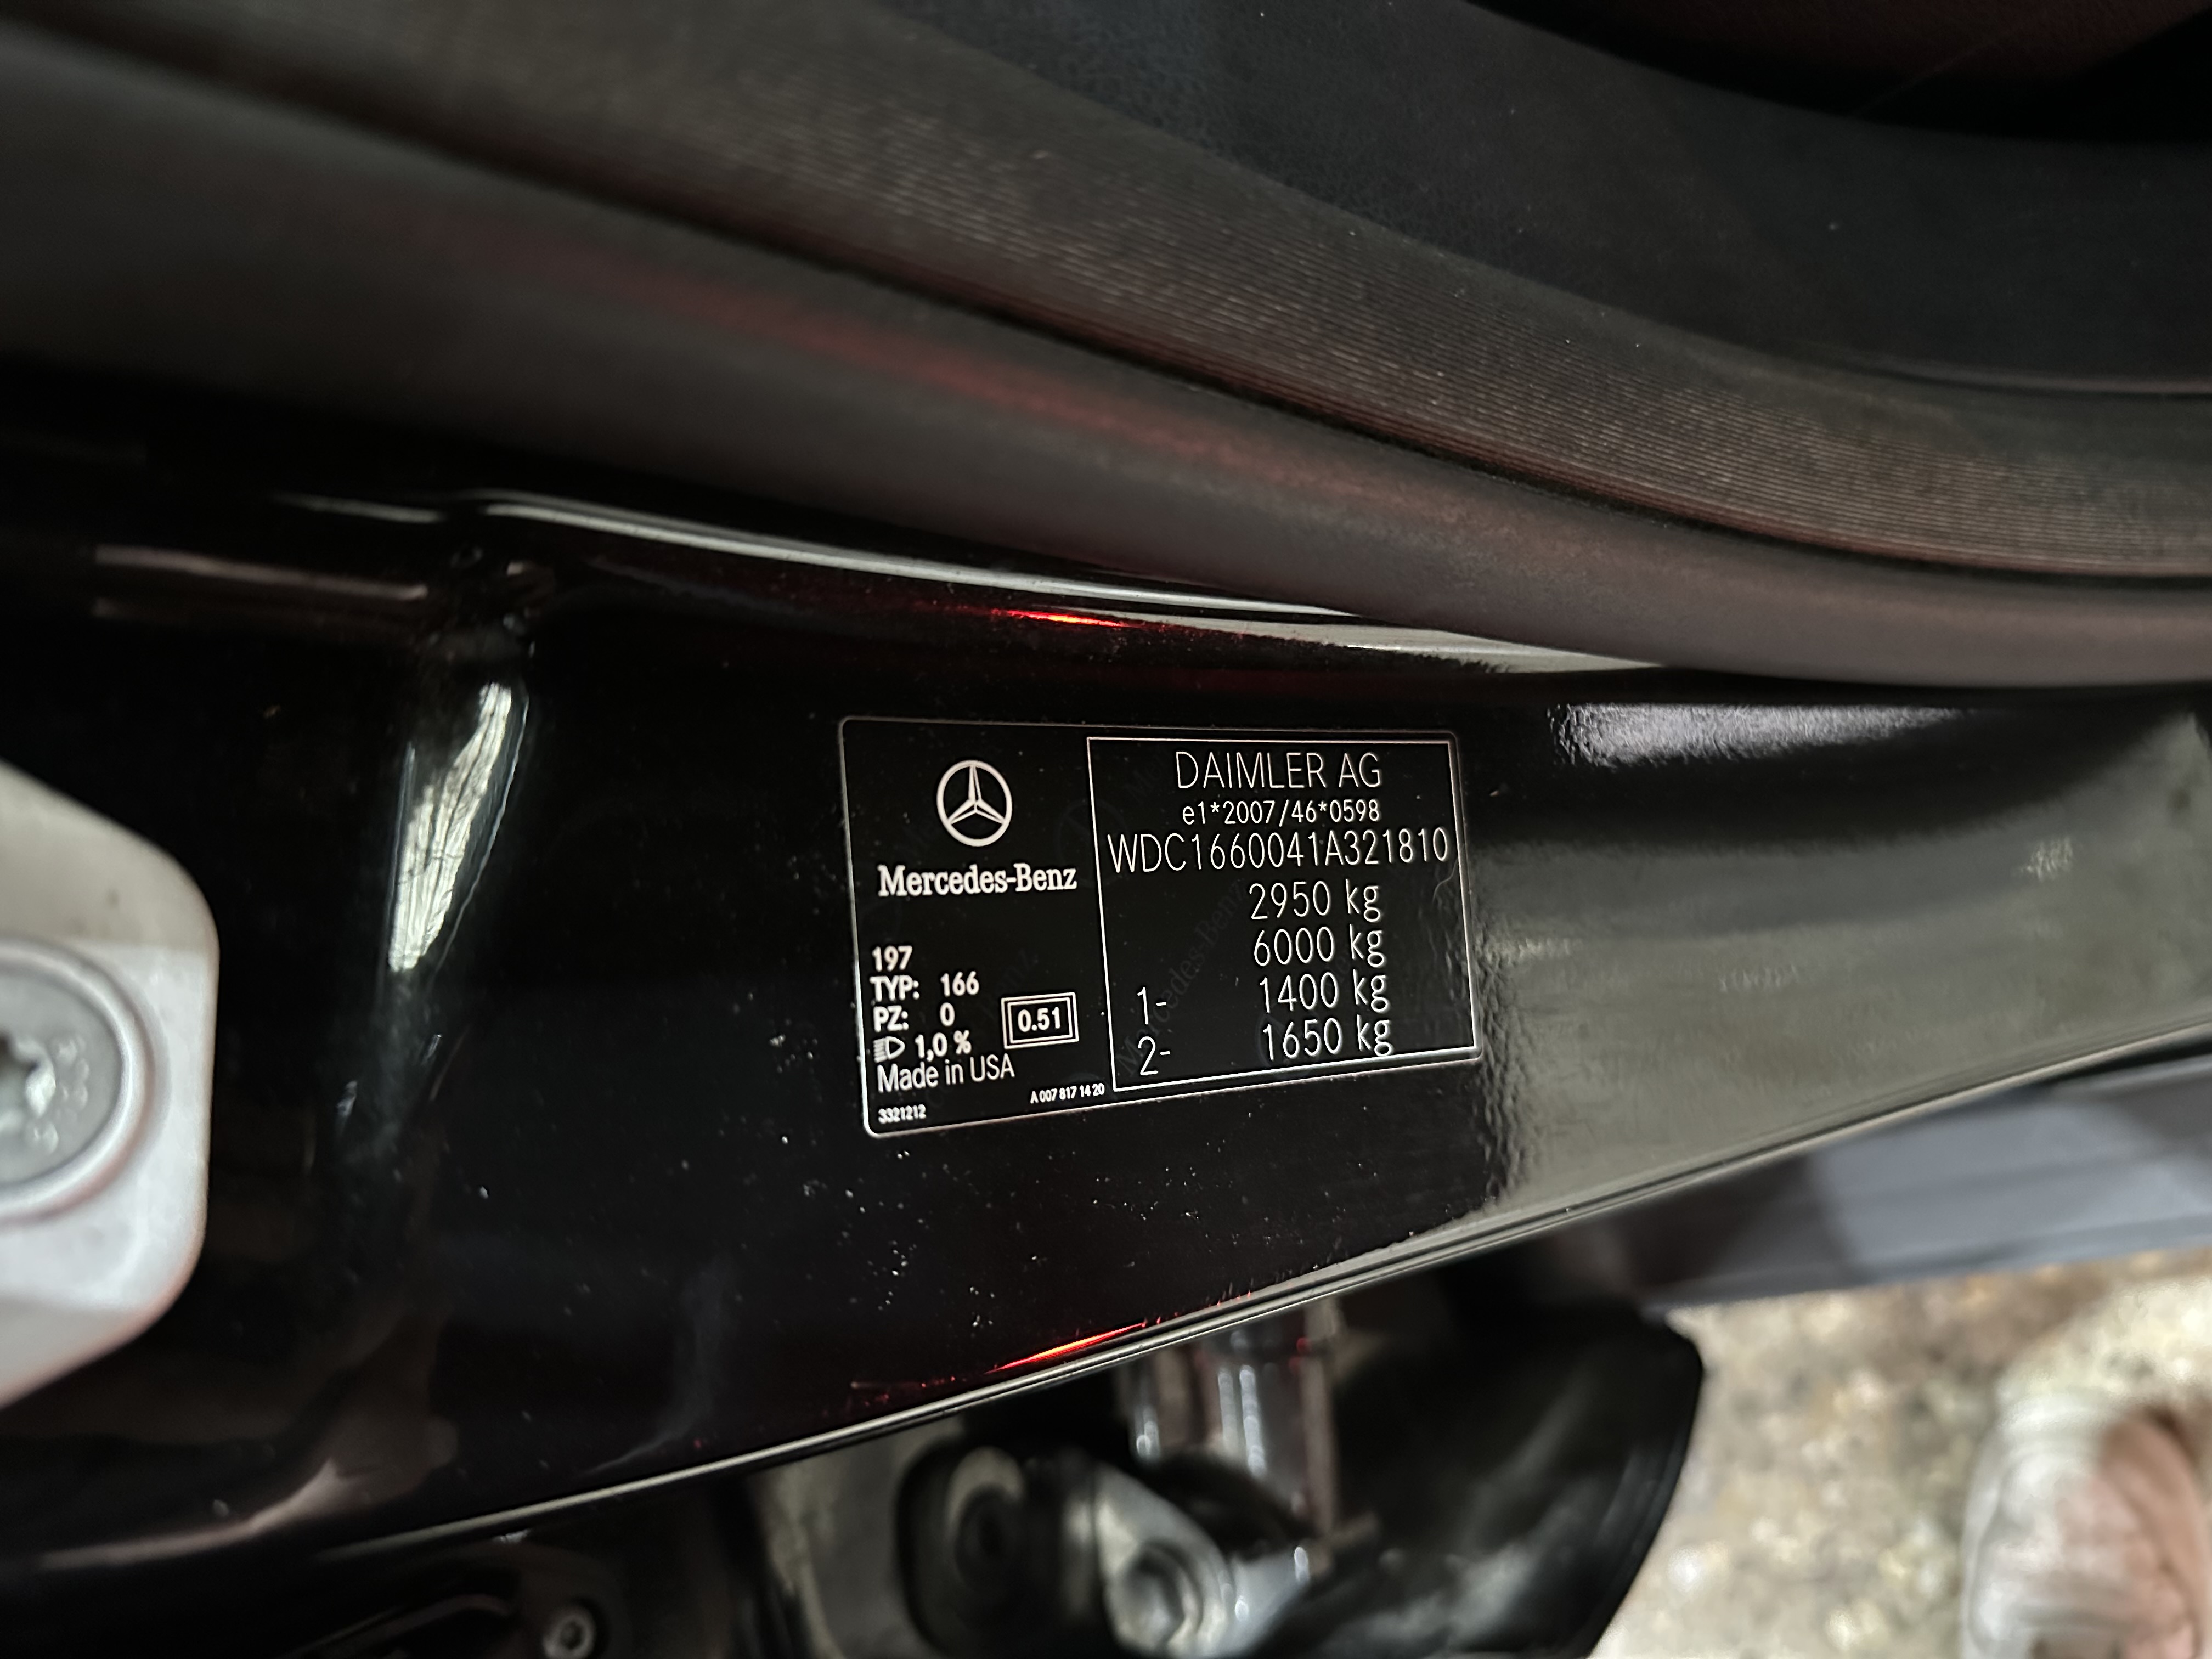 Mercedes-Benz
197
TYP: 166
PZ: 0
0.51
1,0 %
Made in USA
3321212
A 007 817 14 20
DAIMLER AG
e1*2007/46*0598
WDC1660041A321810
2950 kg
6000 kg
1- 1400 kg
2- 1650 kg